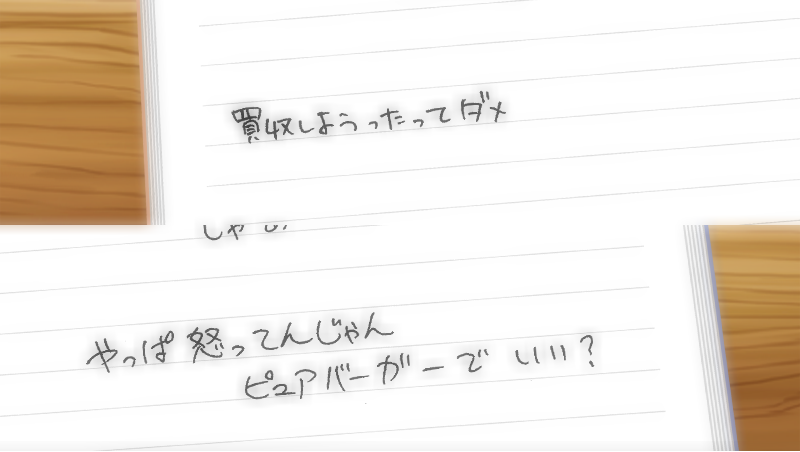 買収しようったってダメ
やっぱ怒ってんじゃん
ピュアバーガーでいい?